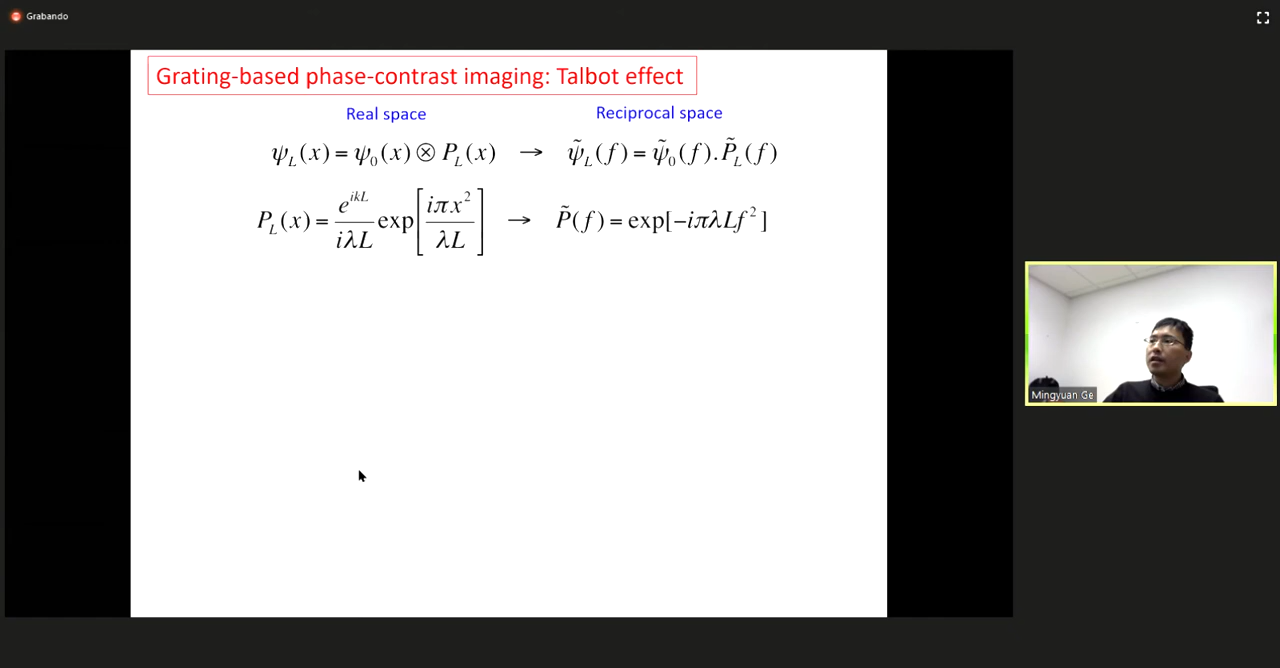 Grabando
Grating-based phase-contrast imaging: Talbot effect
Real space
Reciprocal space
ψ_L(x) = ψ_0(x) ⊗ P_L(x) → ψ̃_L(f) = ψ̃_0(f).P̃_L(f)
P_L(x) = e^{ikL}/(iλL) exp[iπx²/(λL)] → P̃(f) = exp[−iπλLf²]
Mingyuan Ge